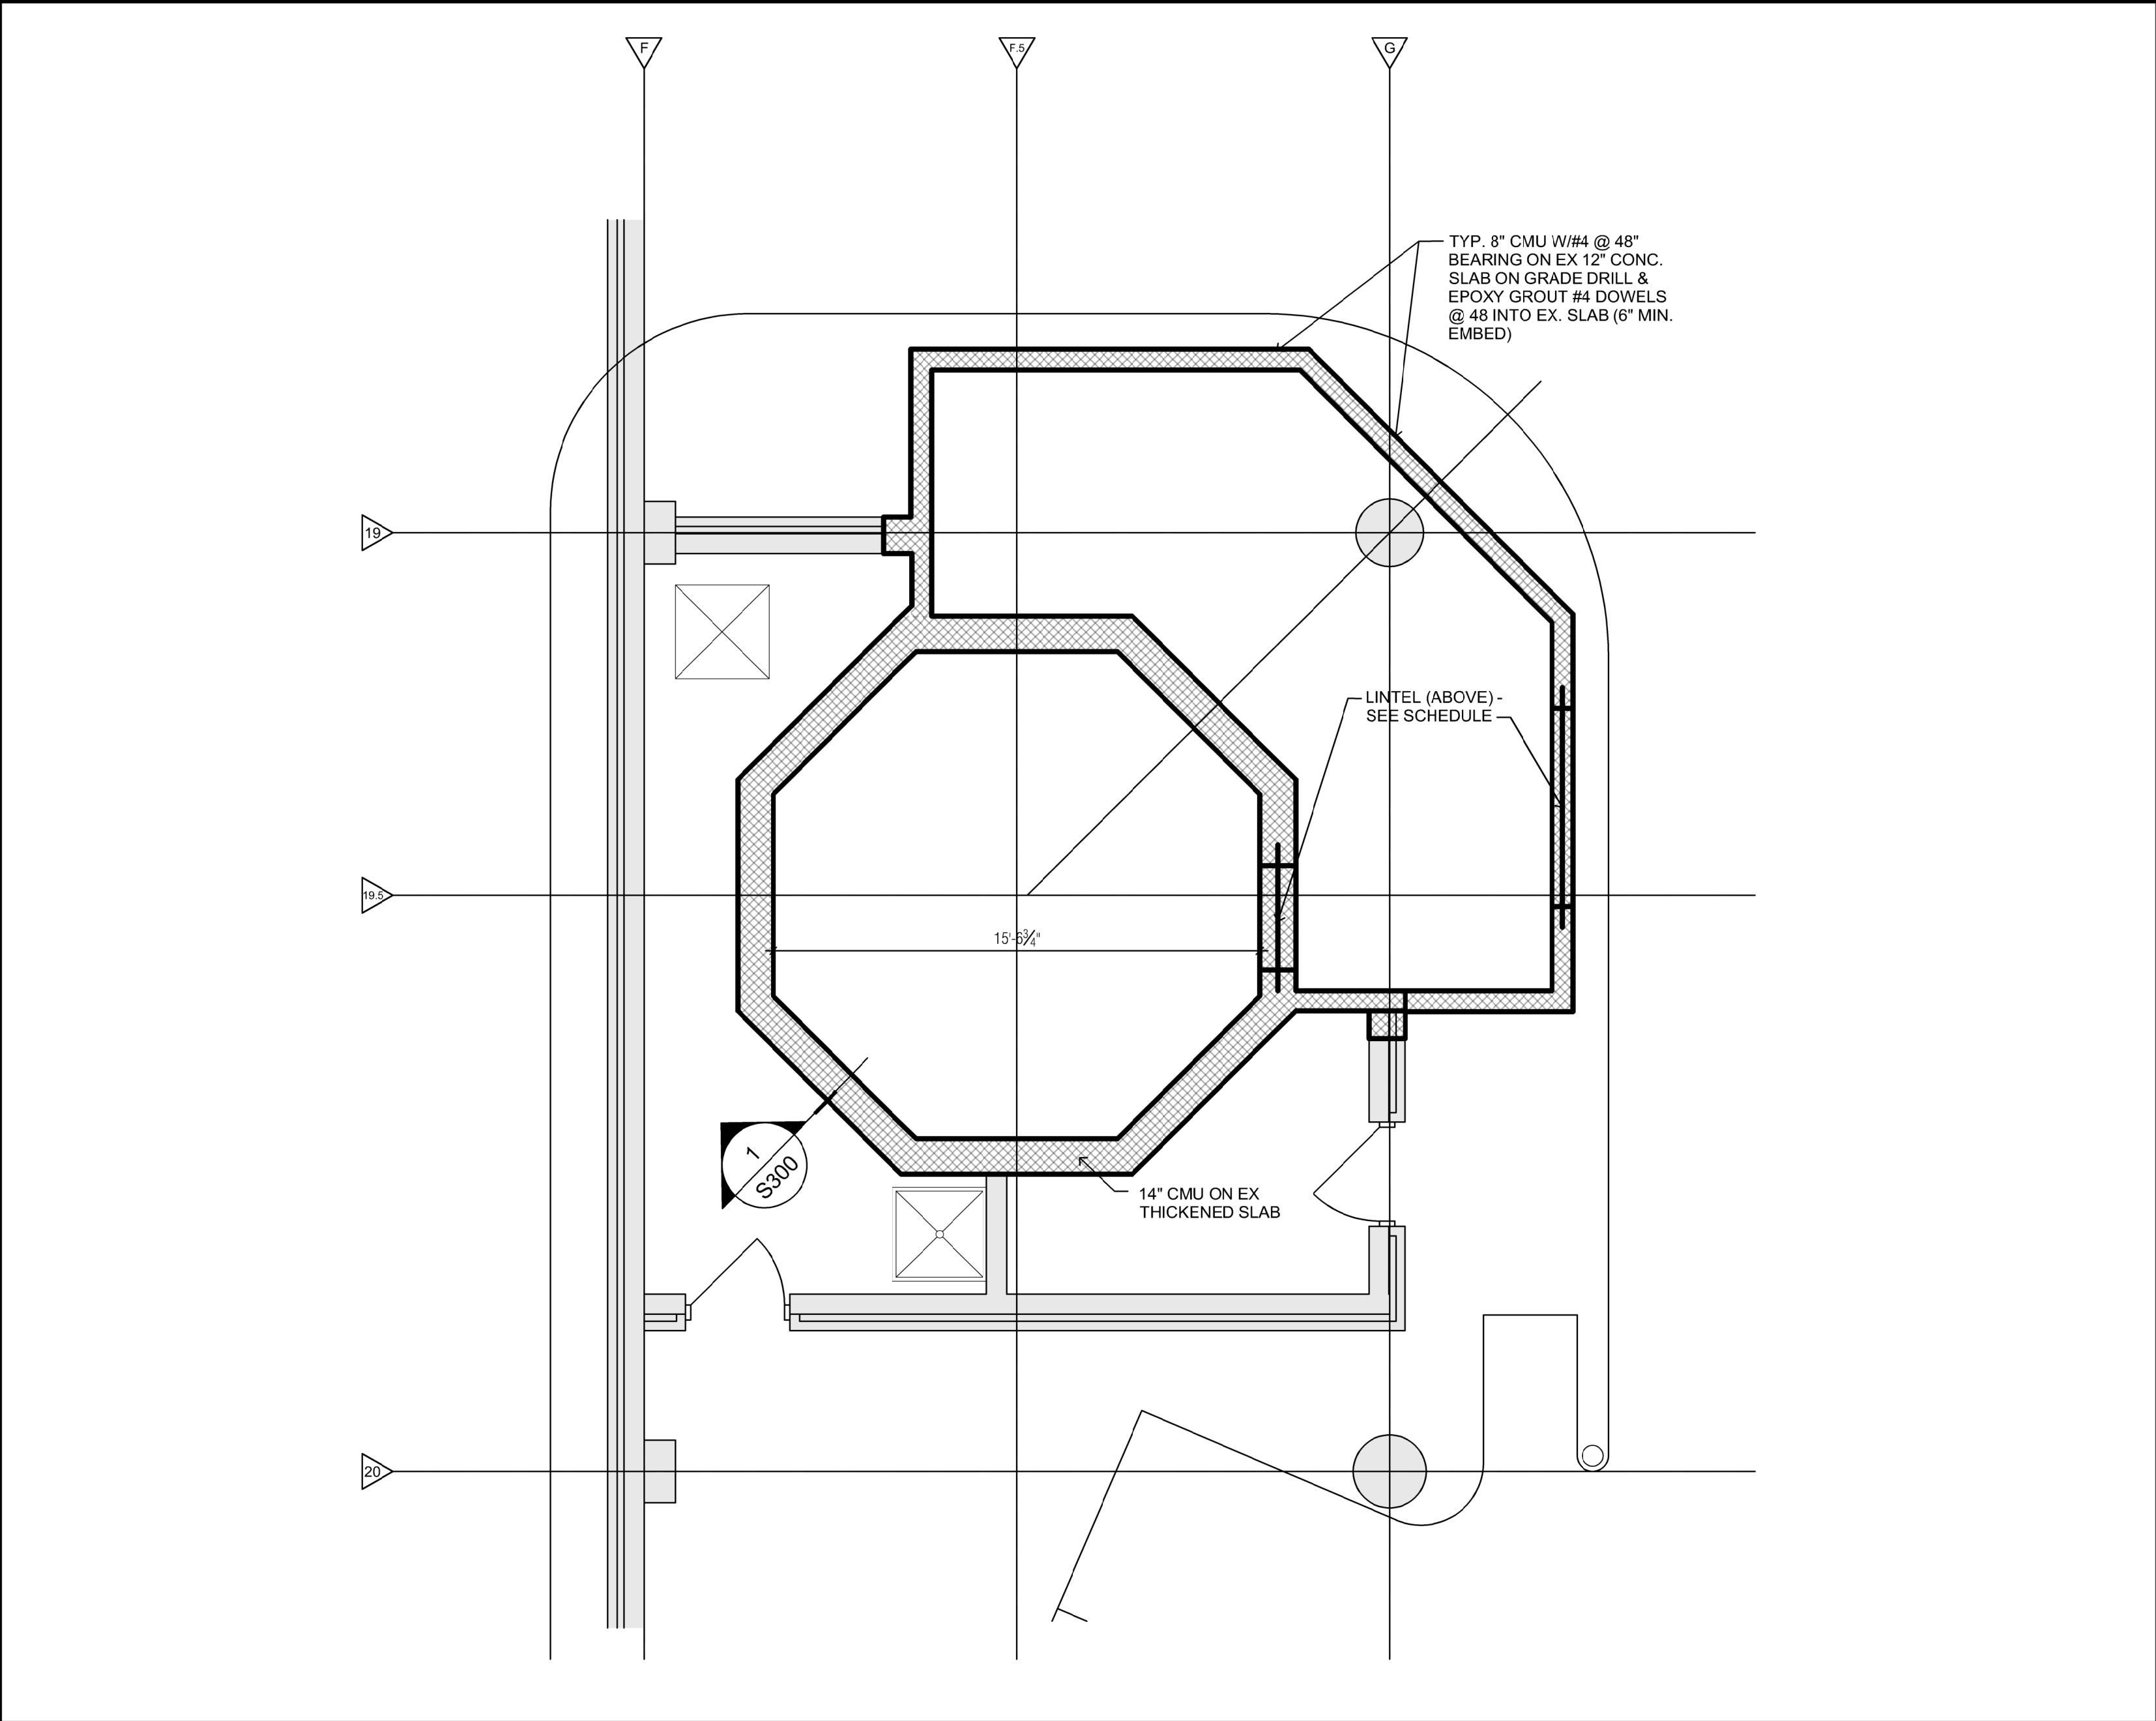 F
F.5
G
TYP. 8" CMU W/#4 @ 48"
BEARING ON EX 12" CONC.
SLAB ON GRADE DRILL &
EPOXY GROUT #4 DOWELS
@ 48 INTO EX. SLAB (6" MIN.
EMBED)
19
LINTEL (ABOVE) -
SEE SCHEDULE
19.5
15'-6¾"
1
S300
14" CMU ON EX
THICKENED SLAB
20